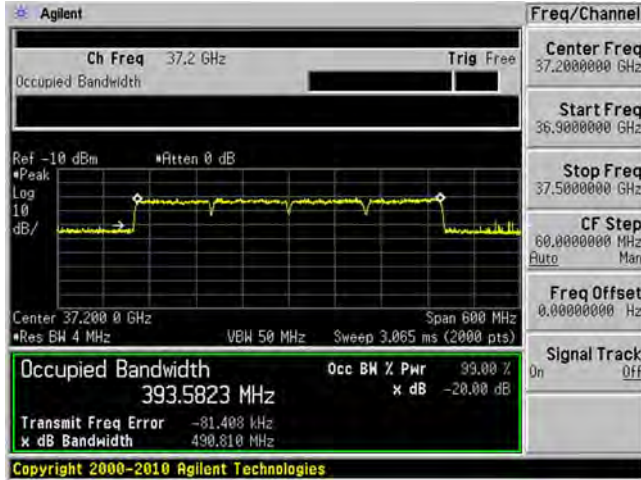 Agilent
Freq/Channel
Ch Freq 37.2 GHz Trig Free
Occupied Bandwidth
Center Freq
37.2000000 GHz
Start Freq
36.9000000 GHz
Stop Freq
37.5000000 GHz
CF Step
60.0000000 MHz
Auto Man
Freq Offset
0.00000000 Hz
Signal Track
On Off
Ref -10 dBm #Atten 0 dB
#Peak
Log
10
dB/
Center 37.200 0 GHz Span 600 MHz
#Res BW 4 MHz VBW 50 MHz Sweep 3.065 ms (2000 pts)
Occupied Bandwidth
393.5823 MHz
Occ BW % Pwr 99.00 %
x dB -20.00 dB
Transmit Freq Error -81.408 kHz
x dB Bandwidth 490.810 MHz
Copyright 2000-2010 Agilent Technologies